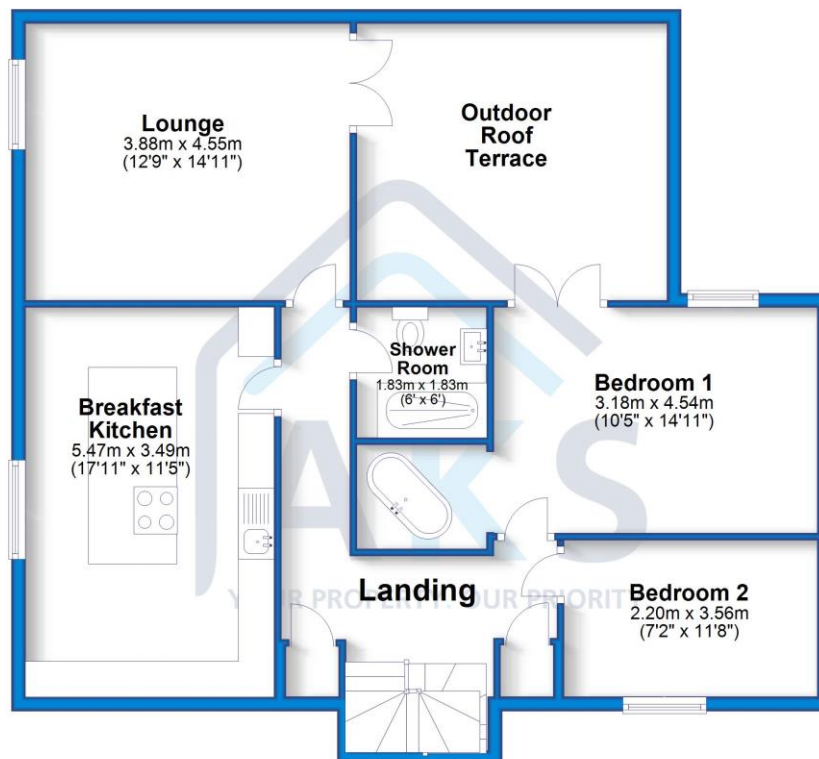 Lounge
3.88m x 4.55m
(12'9" x 14'11")
Outdoor
Roof
Terrace
Shower
Room
1.83m x 1.83m
(6' x 6')
Breakfast
Kitchen
5.47m x 3.49m
(17'11" x 11'5")
Bedroom 1
3.18m x 4.54m
(10'5" x 14'11")
AKS
YOUR PROPERTY. OUR PRIORITY
Landing
Bedroom 2
2.20m x 3.56m
(7'2" x 11'8")